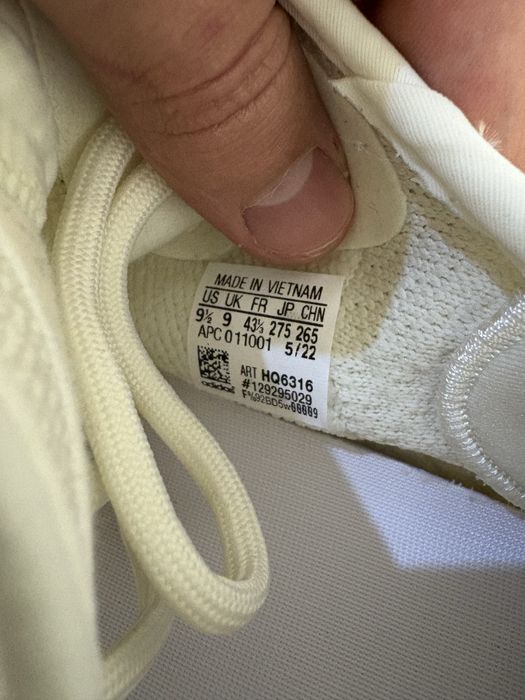 MADE IN VIETNAM
US UK FR JP CHN
9½ 9 43⅓ 275 265
APC 011001 5/22
ART HQ6316
#129295029
adidas